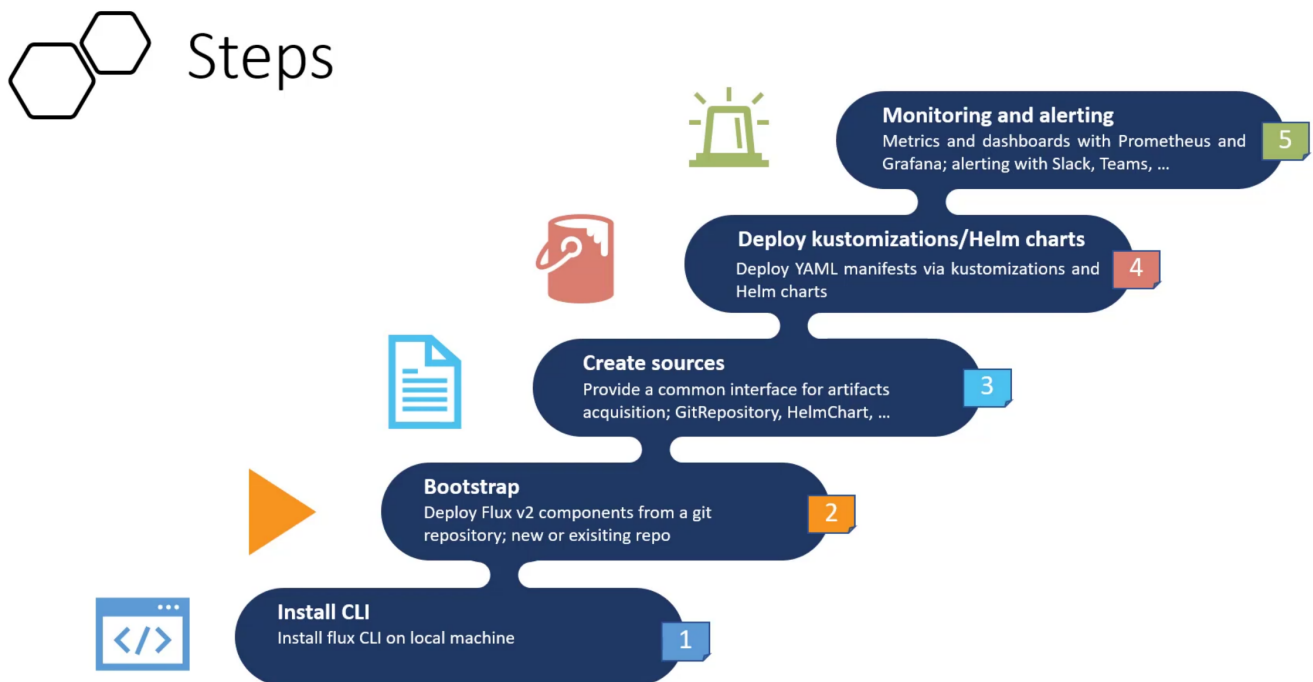 Steps
Monitoring and alerting
Metrics and dashboards with Prometheus and
Grafana; alerting with Slack, Teams, ...
5
Deploy kustomizations/Helm charts
Deploy YAML manifests via kustomizations and
Helm charts
4
Create sources
Provide a common interface for artifacts
acquisition; GitRepository, HelmChart, ...
3
Bootstrap
Deploy Flux v2 components from a git
repository; new or exisiting repo
2
Install CLI
Install flux CLI on local machine
1